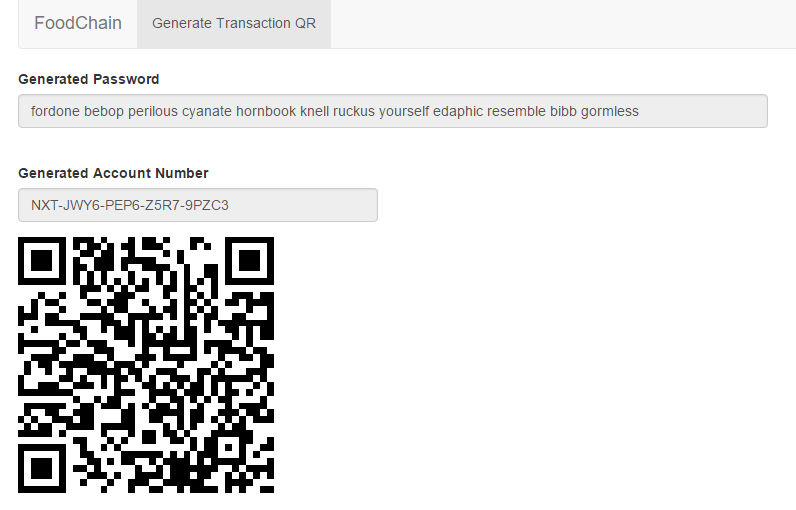 FoodChain Generate Transaction QR
Generated Password
fordone bebop perilous cyanate hornbook knell ruckus yourself edaphic resemble bibb gormless
Generated Account Number
NXT-JWY6-PEP6-Z5R7-9PZC3